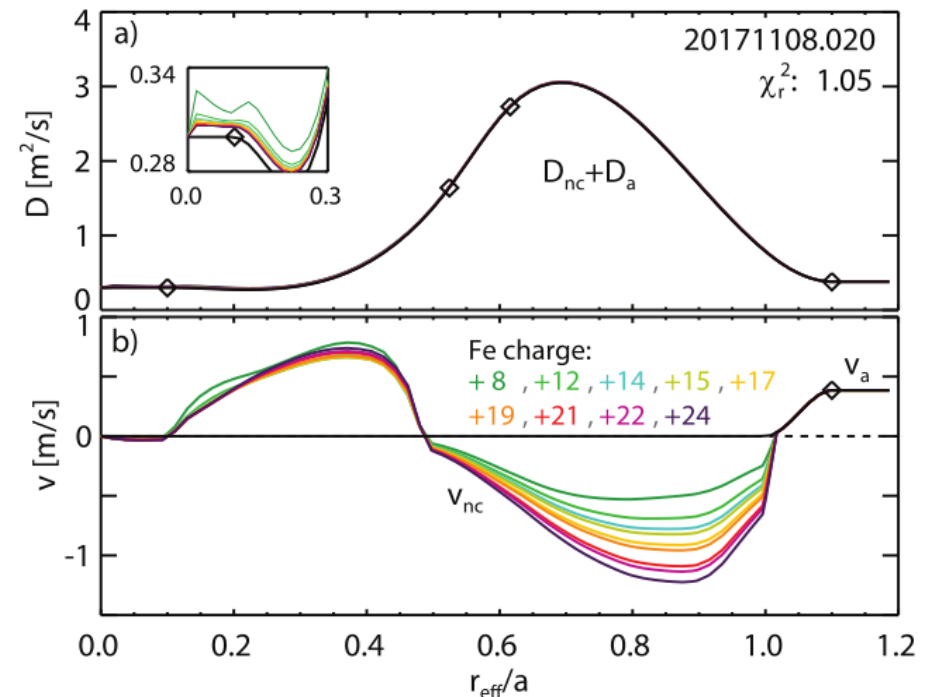 a)
20171108.020
χr²: 1.05
4
3
2
1
0
D [m²/s]
0.34
0.28
0.0
0.3
Dnc+Da
b)
Fe charge:
+8 , +12 , +14 , +15 , +17
+19 , +21 , +22 , +24
va
vnc
1
0
-1
v [m/s]
0.0
0.2
0.4
0.6
0.8
1.0
1.2
reff/a